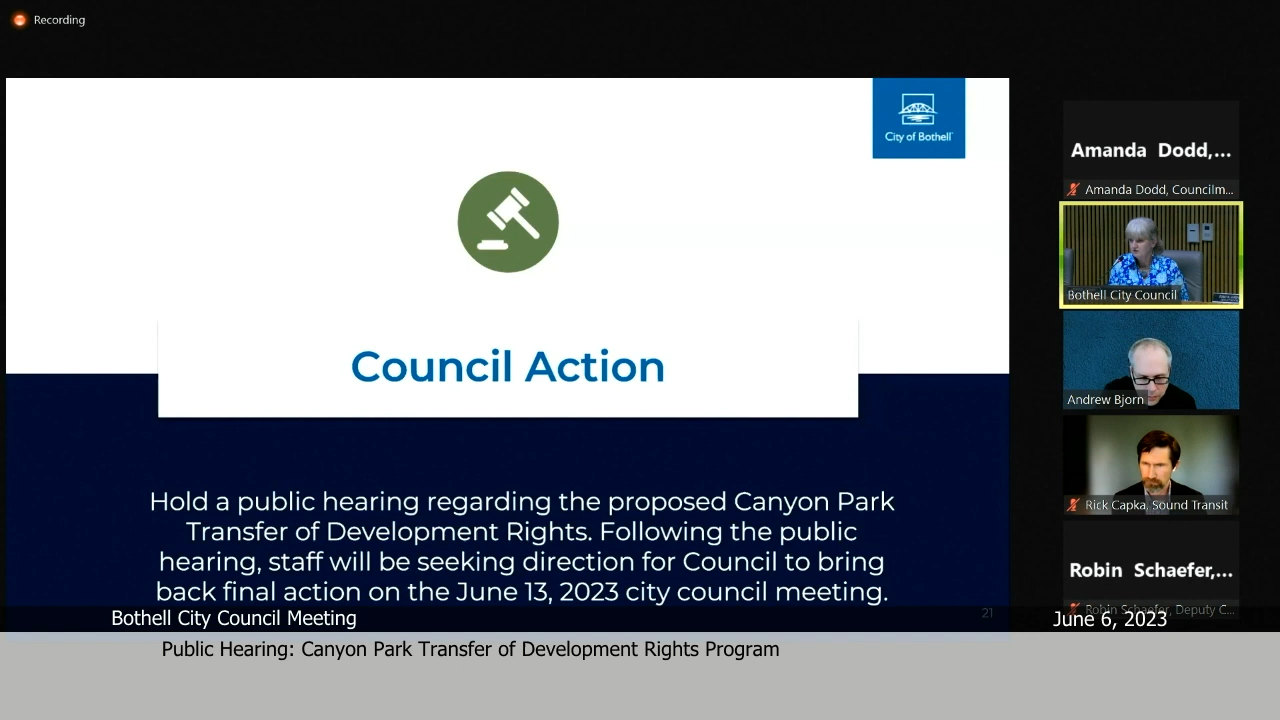 Recording
City of Bothell
Council Action
Hold a public hearing regarding the proposed Canyon Park
Transfer of Development Rights. Following the public
hearing, staff will be seeking direction for Council to bring
back final action on the June 13, 2023 city council meeting.
21
Amanda Dodd,...
Amanda Dodd, Councilm...
Bothell City Council
Andrew Bjorn
Rick Capka, Sound Transit
Robin Schaefer,...
Robin Schaefer, Deputy C...
Bothell City Council Meeting
June 6, 2023
Public Hearing: Canyon Park Transfer of Development Rights Program